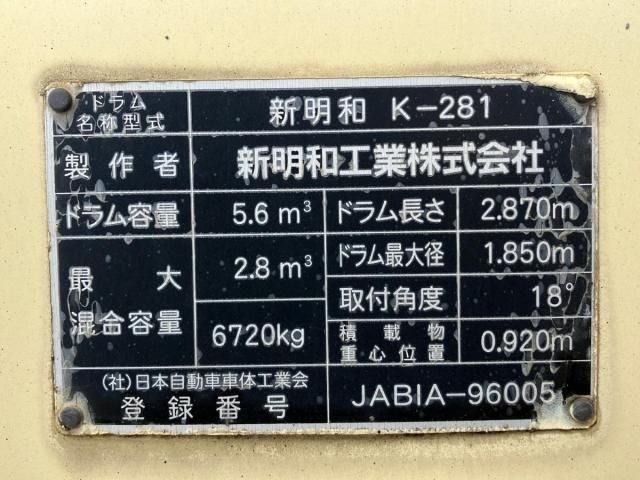 ドラム
名称型式
新明和 K-281
製作者
新明和工業株式会社
ドラム容量
5.6 m³
ドラム長さ
2.870m
最大
混合容量
2.8 m³
6720kg
ドラム最大径
1.850m
取付角度
18°
積載物
重心位置
0.920m
(社)日本自動車車体工業会
登録番号
JABIA-96005